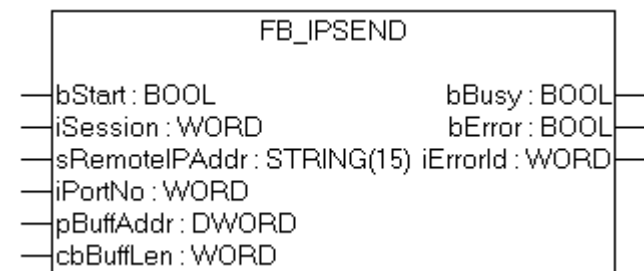 FB_IPSEND
bStart : BOOL bBusy : BOOL
iSession : WORD bError : BOOL
sRemoteIPAddr : STRING(15) iErrorId : WORD
iPortNo : WORD
pBuffAddr : DWORD
cbBuffLen : WORD